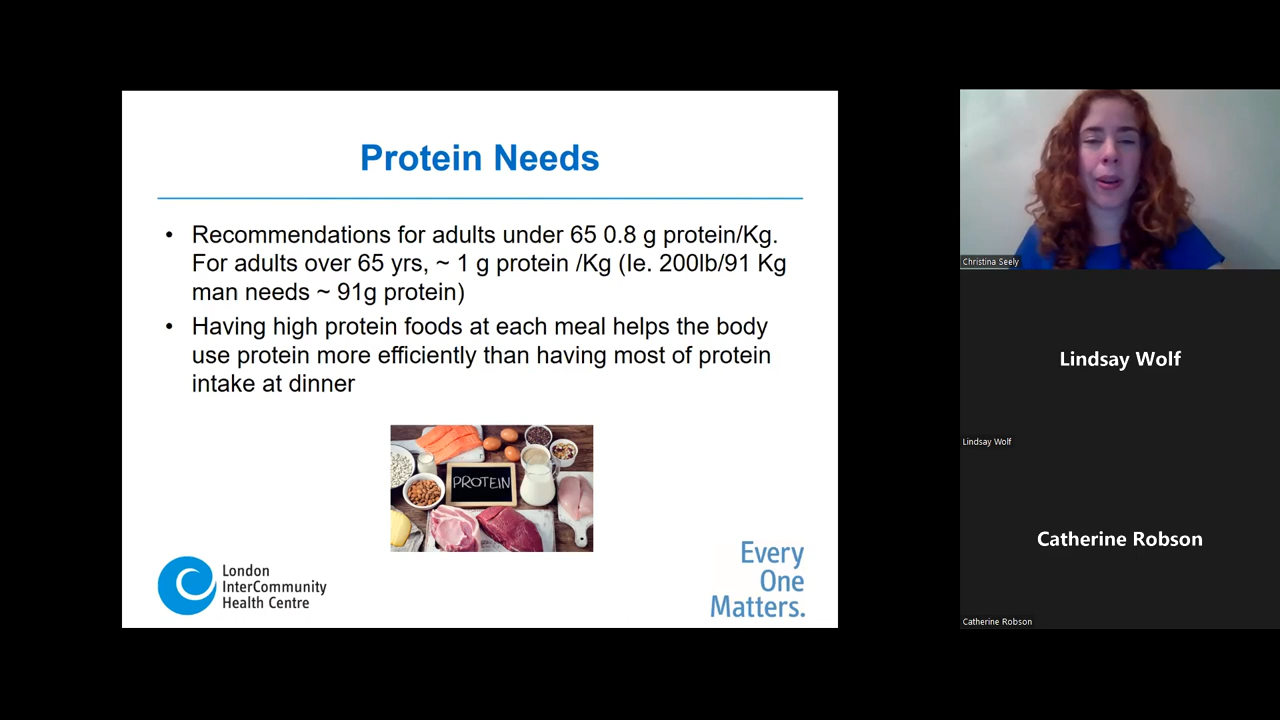 Protein Needs
• Recommendations for adults under 65 0.8 g protein/Kg.
For adults over 65 yrs, ~ 1 g protein /Kg (Ie. 200lb/91 Kg
man needs ~ 91g protein)
• Having high protein foods at each meal helps the body
use protein more efficiently than having most of protein
intake at dinner
PROTEIN
London
InterCommunity
Health Centre
Every
One
Matters.
Christina Seely
Lindsay Wolf
Lindsay Wolf
Catherine Robson
Catherine Robson